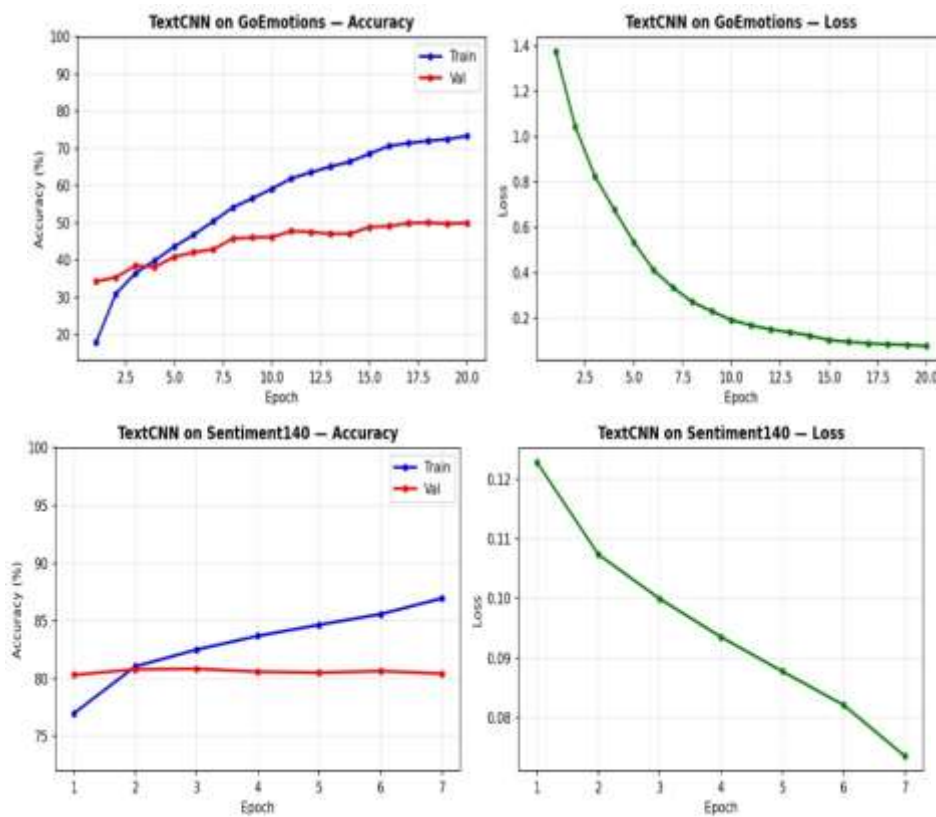 TextCNN on GoEmotions — Accuracy
100
90
80
70
60
50
40
30
20
Accuracy (%)
Train
Val
2.5 5.0 7.5 10.0 12.5 15.0 17.5 20.0
Epoch
TextCNN on GoEmotions — Loss
1.4
1.2
1.0
0.8
0.6
0.4
0.2
Loss
2.5 5.0 7.5 10.0 12.5 15.0 17.5 20.0
Epoch
TextCNN on Sentiment140 — Accuracy
100
95
90
85
80
75
Accuracy (%)
Train
Val
1 2 3 4 5 6 7
Epoch
TextCNN on Sentiment140 — Loss
0.12
0.11
0.10
0.09
0.08
Loss
1 2 3 4 5 6 7
Epoch